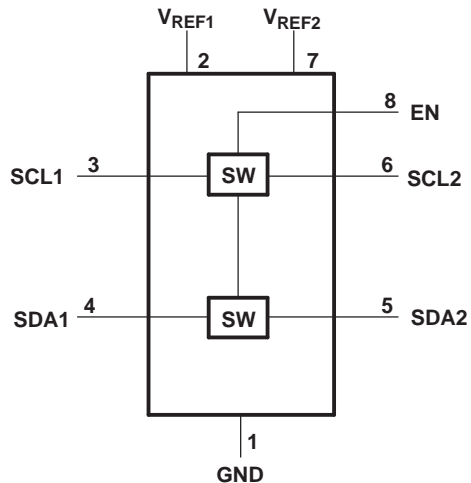 VREF1 VREF2
2 7
8 EN
SCL1 3 SW 6 SCL2
SDA1 4 SW 5 SDA2
1
GND